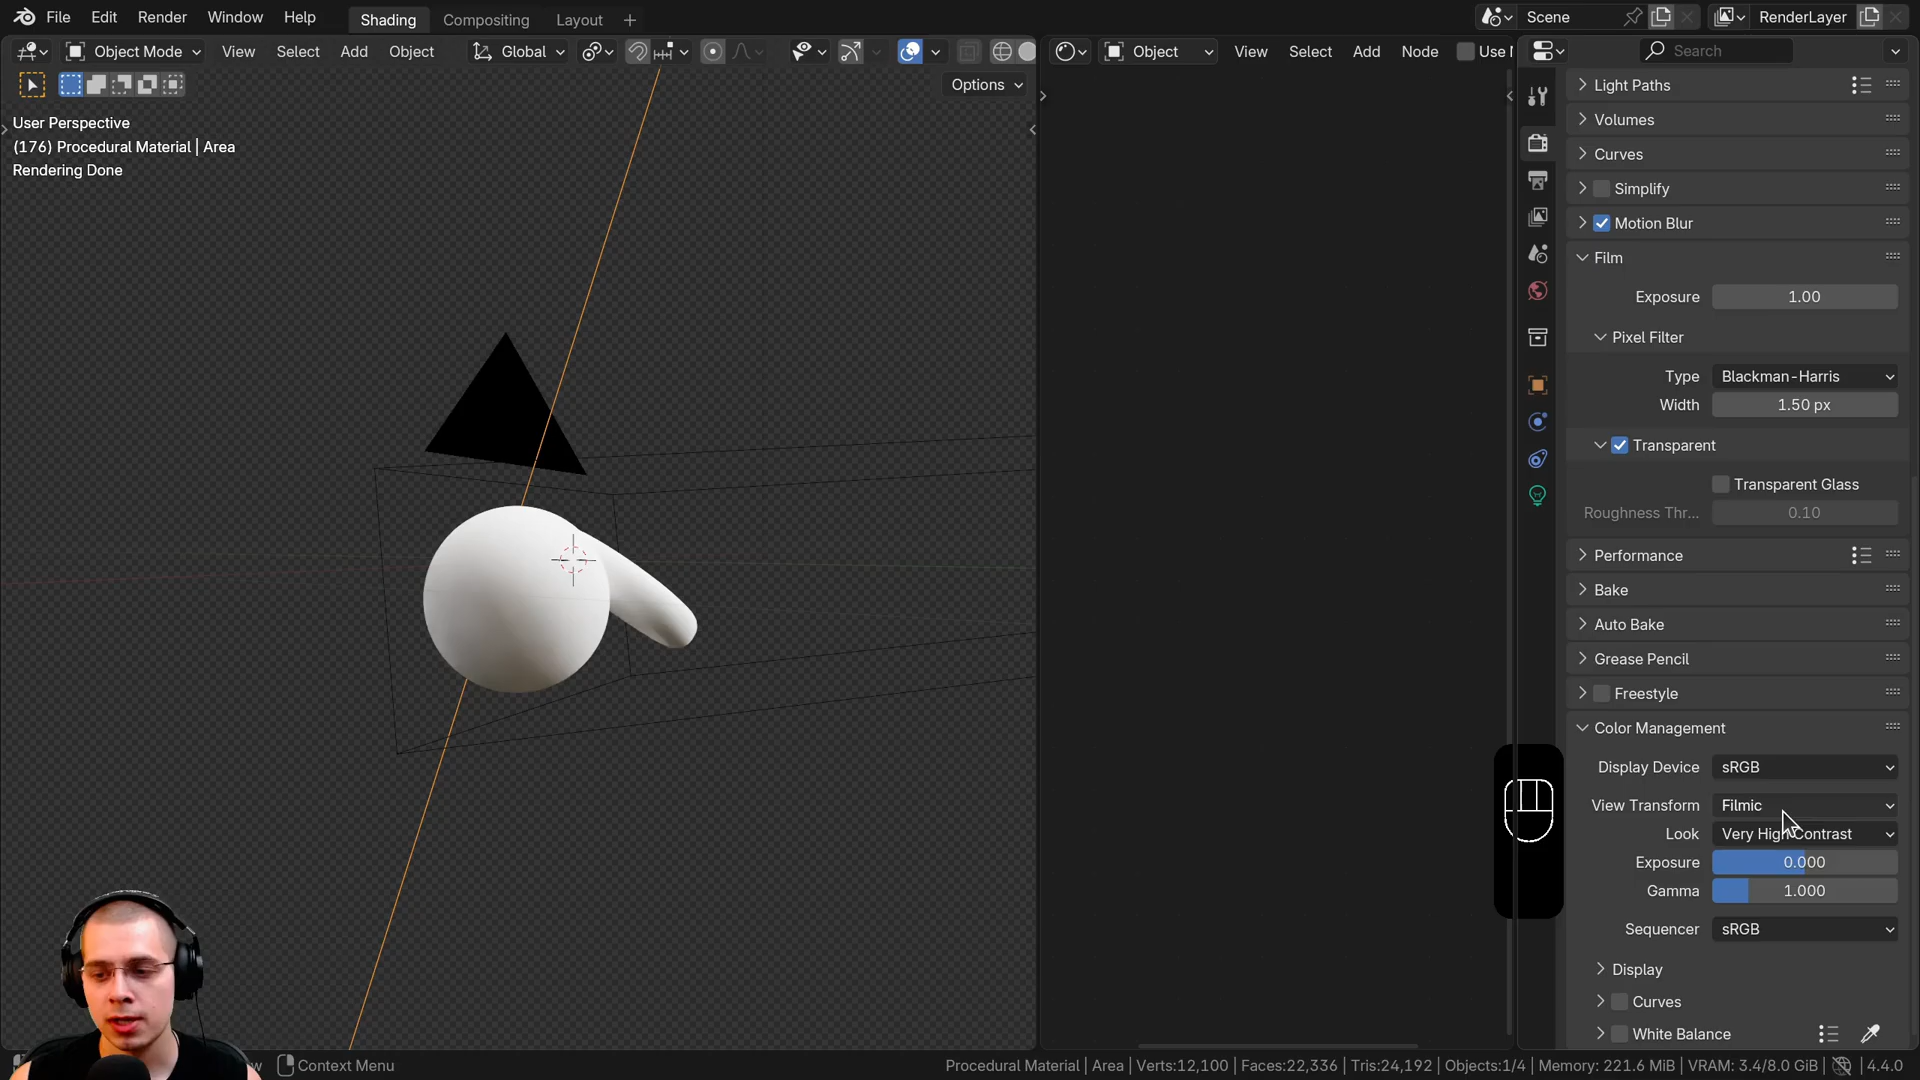 File Edit Render Window Help Shading Compositing Layout + Scene RenderLayer
Object Mode View Select Add Object Global Object View Select Add Node Use Search
Options
User Perspective
(176) Procedural Material | Area
Rendering Done
Light Paths
Volumes
Curves
Simplify
Motion Blur
Film
Exposure 1.00
Pixel Filter
Type Blackman-Harris
Width 1.50 px
Transparent
Transparent Glass
Roughness Thr... 0.10
Performance
Bake
Auto Bake
Grease Pencil
Freestyle
Color Management
Display Device sRGB
View Transform Filmic
Look Very High Contrast
Exposure 0.000
Gamma 1.000
Sequencer sRGB
Display
Curves
White Balance
Context Menu Procedural Material | Area | Verts:12,100 | Faces:22,336 | Tris:24,192 | Objects:1/4 | Memory: 221.6 MiB | VRAM: 3.4/8.0 GiB | 4.4.0